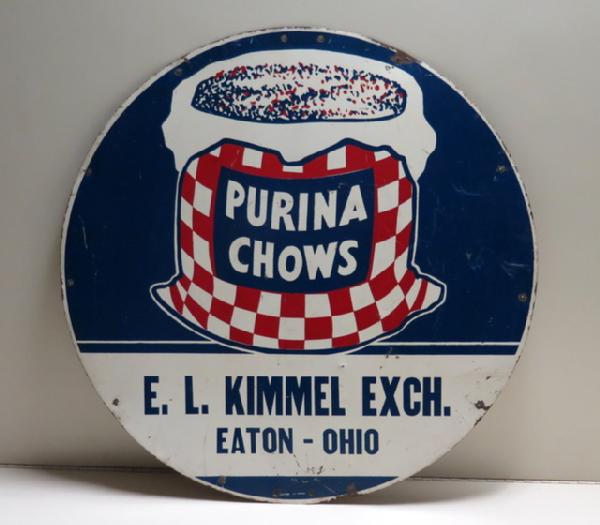 PURINA
CHOWS
E. L. KIMMEL EXCH.
EATON - OHIO